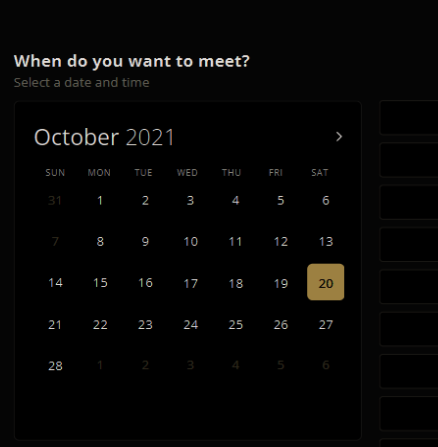 When do you want to meet?
Select a date and time
October 2021
SUN MON TUE WED THU FRI SAT
31 1 2 3 4 5 6
7 8 9 10 11 12 13
14 15 16 17 18 19 20
21 22 23 24 25 26 27
28 1 2 3 4 5 6